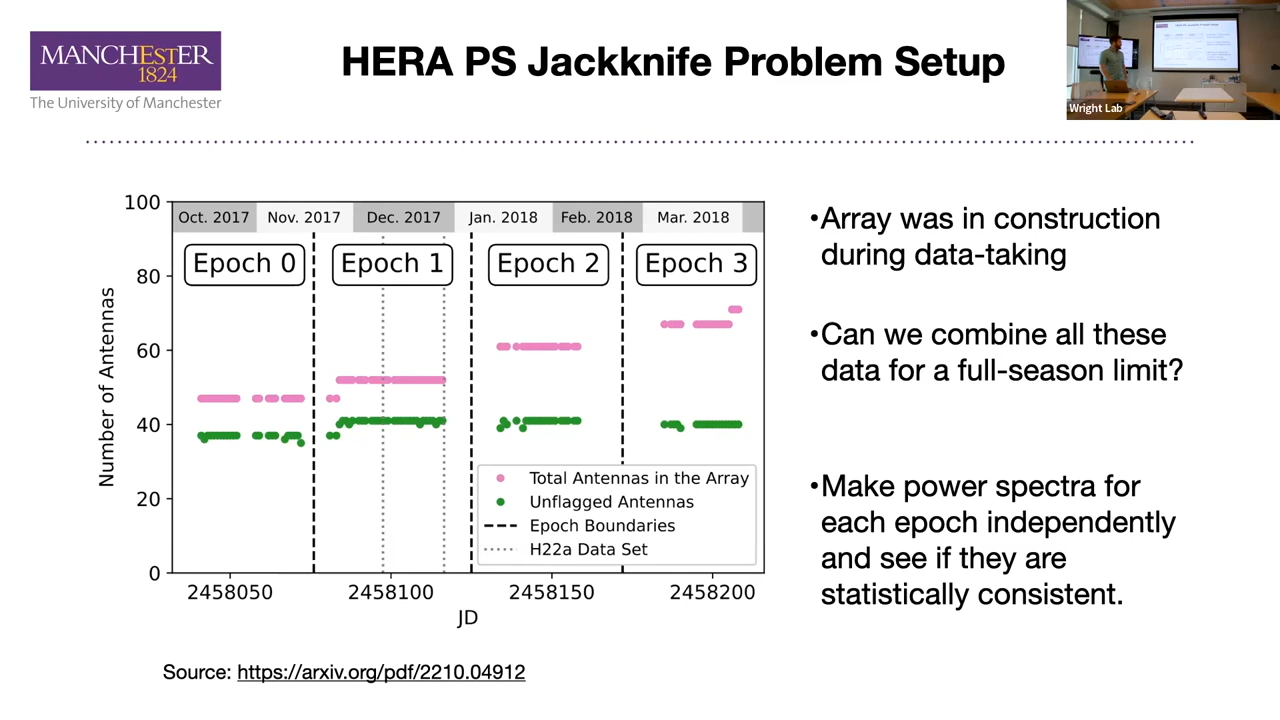 MANCHESTER
1824
The University of Manchester
HERA PS Jackknife Problem Setup
Wright Lab
100
80
60
40
20
0
Number of Antennas
Oct. 2017
Nov. 2017
Dec. 2017
Jan. 2018
Feb. 2018
Mar. 2018
Epoch 0
Epoch 1
Epoch 2
Epoch 3
Total Antennas in the Array
Unflagged Antennas
Epoch Boundaries
H22a Data Set
2458050
2458100
2458150
2458200
JD
Source: https://arxiv.org/pdf/2210.04912
•Array was in construction
during data-taking
•Can we combine all these
data for a full-season limit?
•Make power spectra for
each epoch independently
and see if they are
statistically consistent.